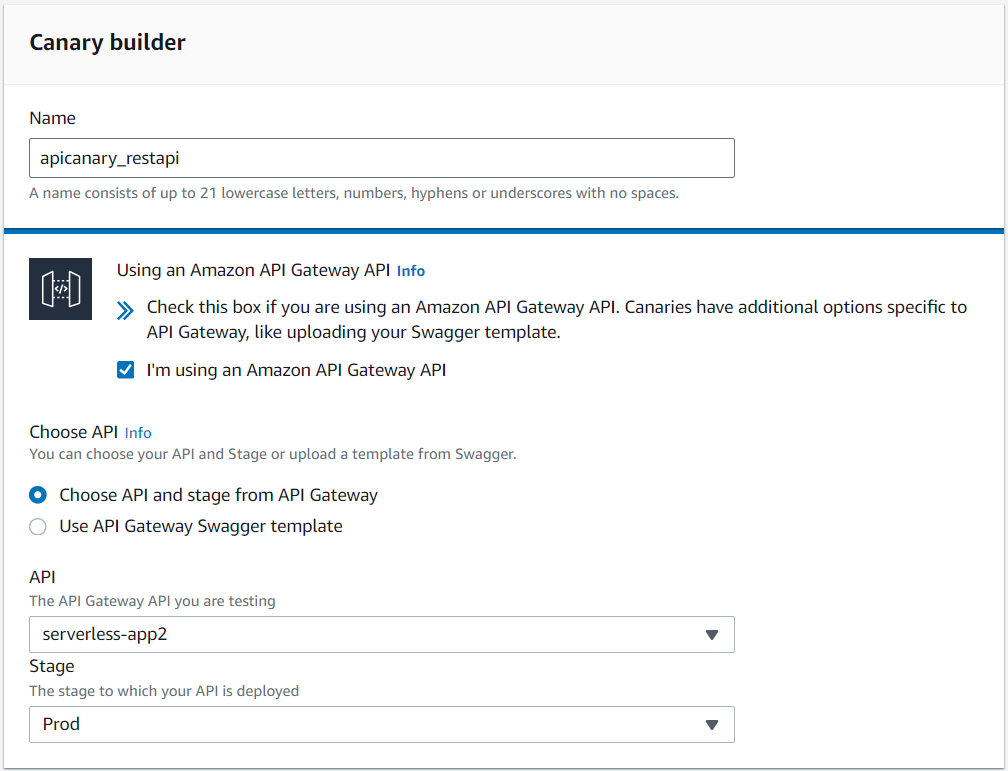 Canary builder
Name
apicanary_restapi
A name consists of up to 21 lowercase letters, numbers, hyphens or underscores with no spaces.
Using an Amazon API Gateway API Info
Check this box if you are using an Amazon API Gateway API. Canaries have additional options specific to
API Gateway, like uploading your Swagger template.
I'm using an Amazon API Gateway API
Choose API Info
You can choose your API and Stage or upload a template from Swagger.
Choose API and stage from API Gateway
Use API Gateway Swagger template
API
The API Gateway API you are testing
serverless-app2
Stage
The stage to which your API is deployed
Prod